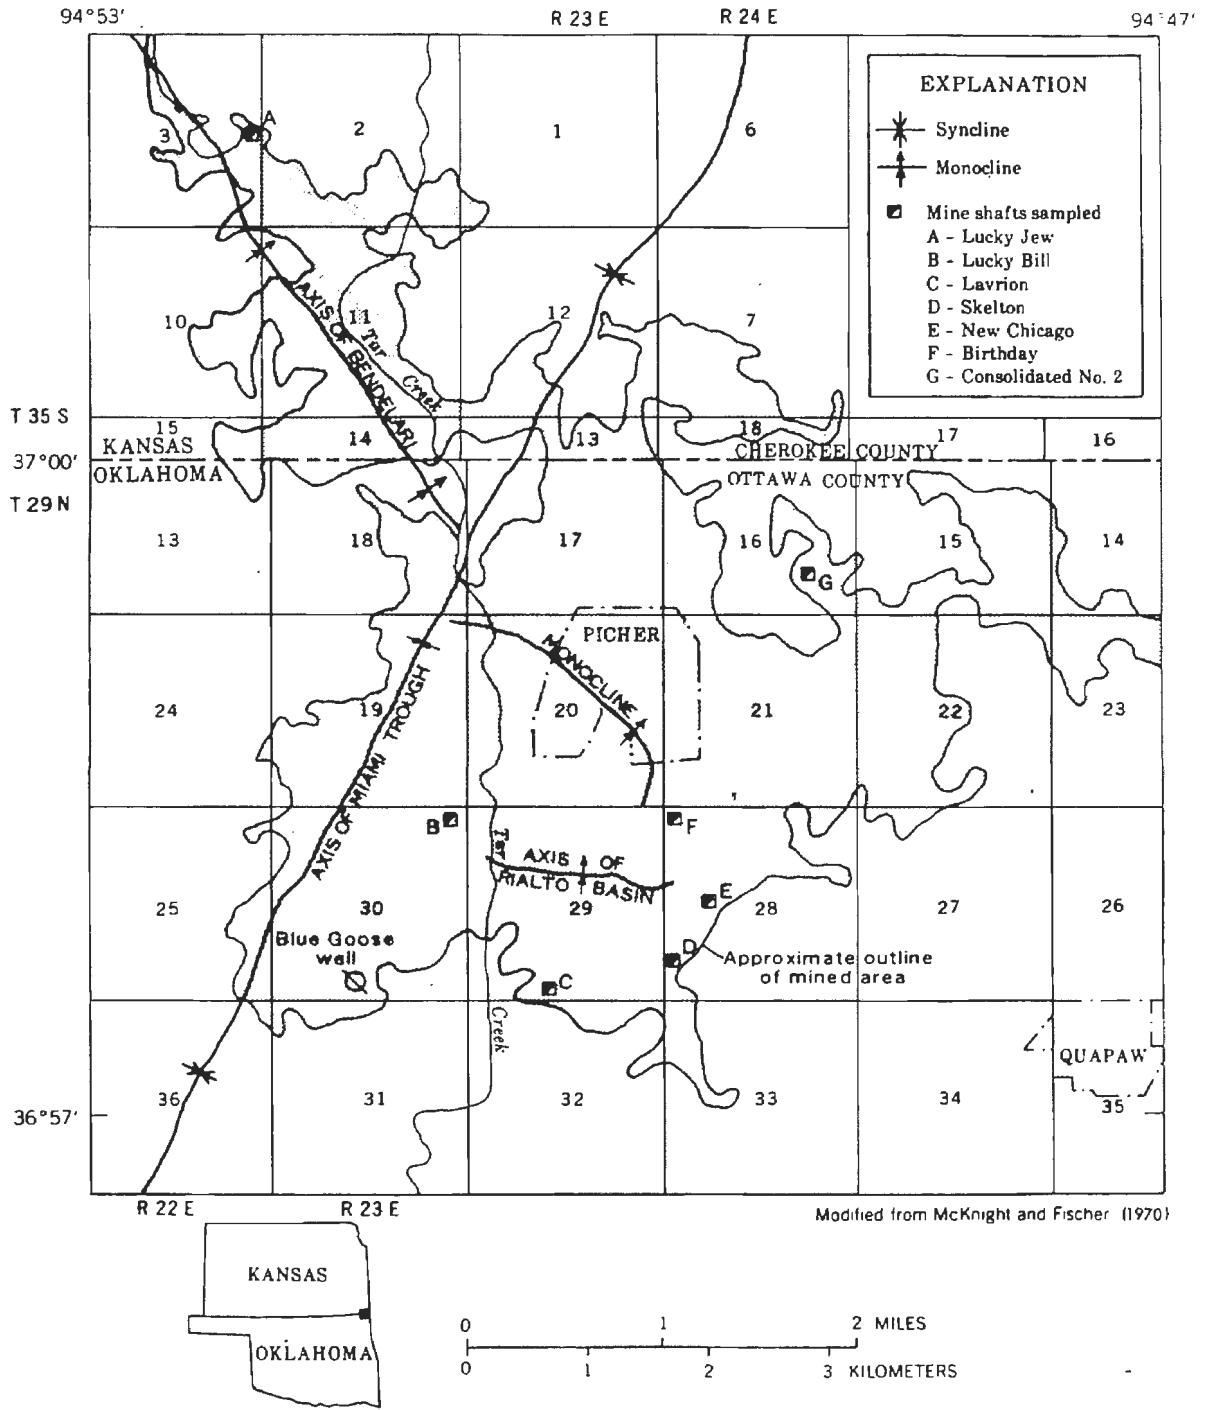 94°53′ R 23 E R 24 E 94°47′
EXPLANATION
Syncline
Monocline
Mine shafts sampled
A - Lucky Jew
B - Lucky Bill
C - Lavrion
D - Skelton
E - New Chicago
F - Birthday
G - Consolidated No. 2
3 A 2 1 6
10 11 12 7
AXIS OF BENDELARI
Tar Creek
T 35 S
15 14 13 18 17 16
KANSAS CHEROKEE COUNTY
37°00′
OKLAHOMA OTTAWA COUNTY
T 29 N
13 18 17 16 15 14
G
PICHER
MONOCLINE
24 19 20 21 22 23
AXIS OF MIAMI TROUGH
B F
Tar
AXIS OF
RIALTO BASIN
E
25 30 29 28 27 26
Blue Goose
well
D
Approximate outline
of mined area
C
Creek
QUAPAW
36 31 32 33 34 35
36°57′
R 22 E R 23 E
Modified from McKnight and Fischer (1970)
KANSAS
OKLAHOMA
0 1 2 MILES
0 1 2 3 KILOMETERS